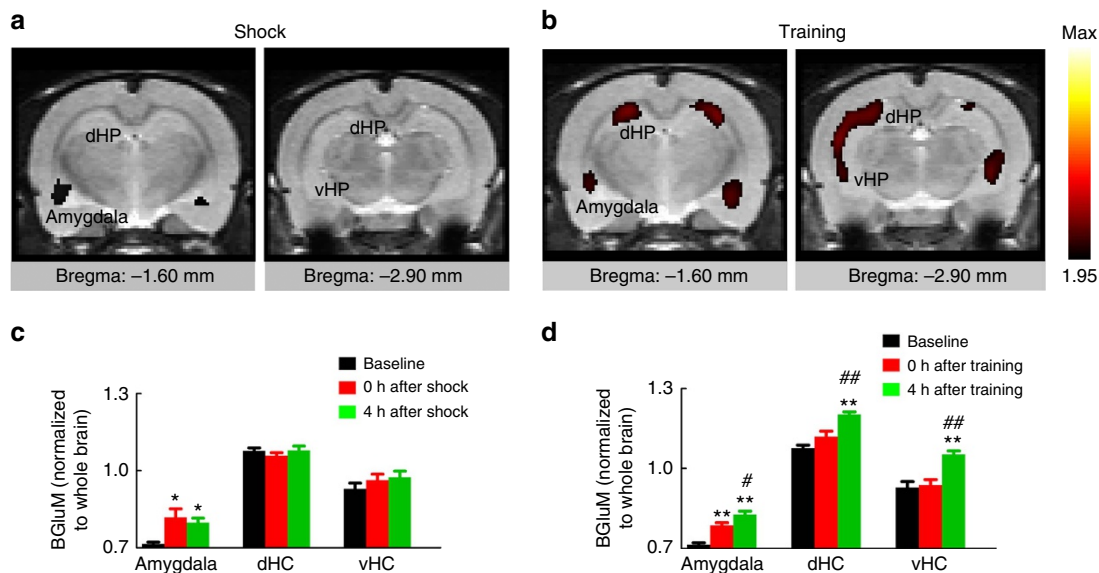 a
Shock
dHP
Amygdala
Bregma: –1.60 mm
dHP
vHP
Bregma: –2.90 mm
b
Training
dHP
Amygdala
Bregma: –1.60 mm
dHP
vHP
Bregma: –2.90 mm
Max
1.95
c
BGluM (normalized
to whole brain)
1.3
1.0
0.7
Baseline
0 h after shock
4 h after shock
*
*
Amygdala
dHC
vHC
d
BGluM (normalized
to whole brain)
1.3
1.0
0.7
Baseline
0 h after training
4 h after training
**
#
**
##
**
##
**
Amygdala
dHC
vHC